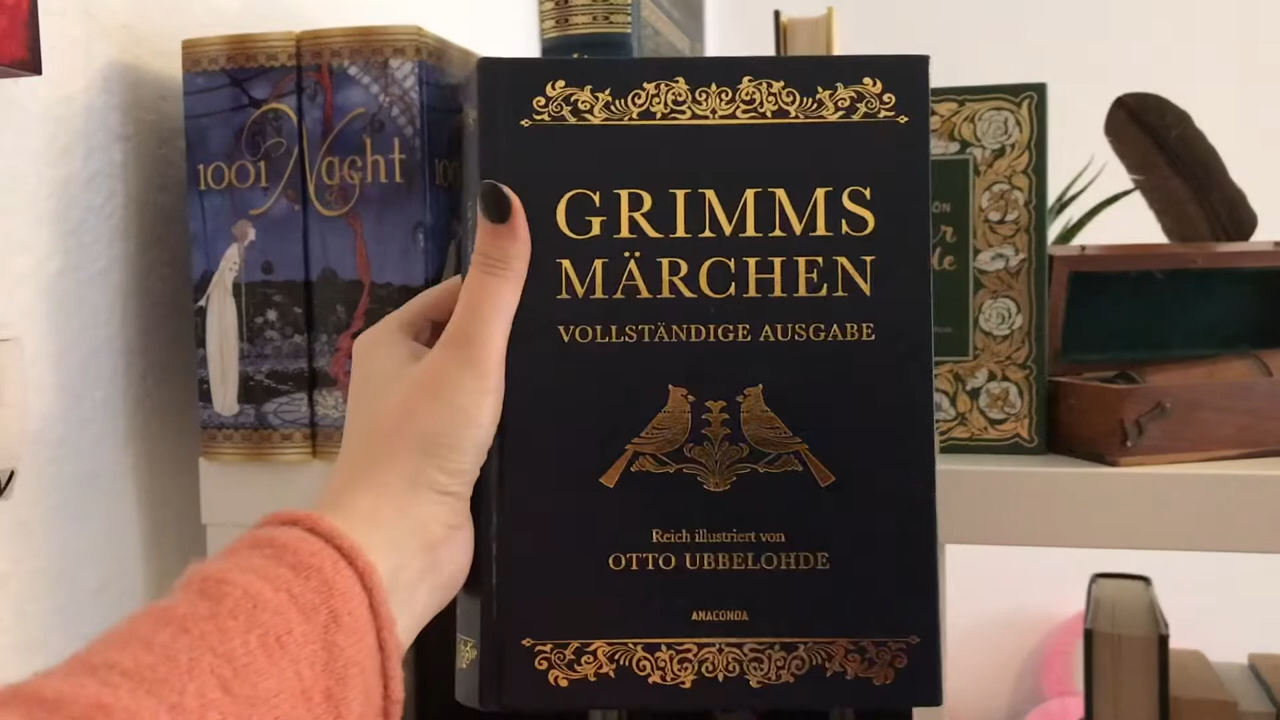 1001 Nacht
GRIMMS
MÄRCHEN
VOLLSTÄNDIGE AUSGABE
Reich illustriert von
OTTO UBBELOHDE
ANACONDA